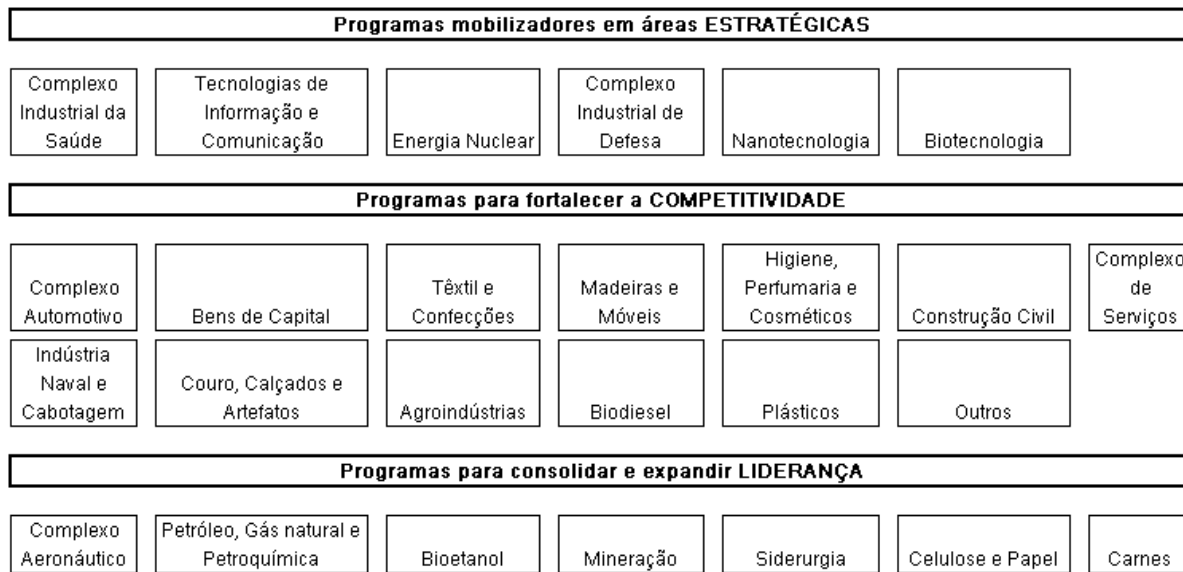 Programas mobilizadores em áreas ESTRATÉGICAS
Complexo
Industrial da
Saúde
Tecnologias de
Informação e
Comunicação
Energia Nuclear
Complexo
Industrial de
Defesa
Nanotecnologia
Biotecnologia
Programas para fortalecer a COMPETITIVIDADE
Complexo
Automotivo
Bens de Capital
Têxtil e
Confecções
Madeiras e
Móveis
Higiene,
Perfumaria e
Cosméticos
Construção Civil
Complexo
de
Serviços
Indústria
Naval e
Cabotagem
Couro, Calçados e
Artefatos
Agroindústrias
Biodiesel
Plásticos
Outros
Programas para consolidar e expandir LIDERANÇA
Complexo
Aeronáutico
Petróleo, Gás natural e
Petroquímica
Bioetanol
Mineração
Siderurgia
Celulose e Papel
Carnes